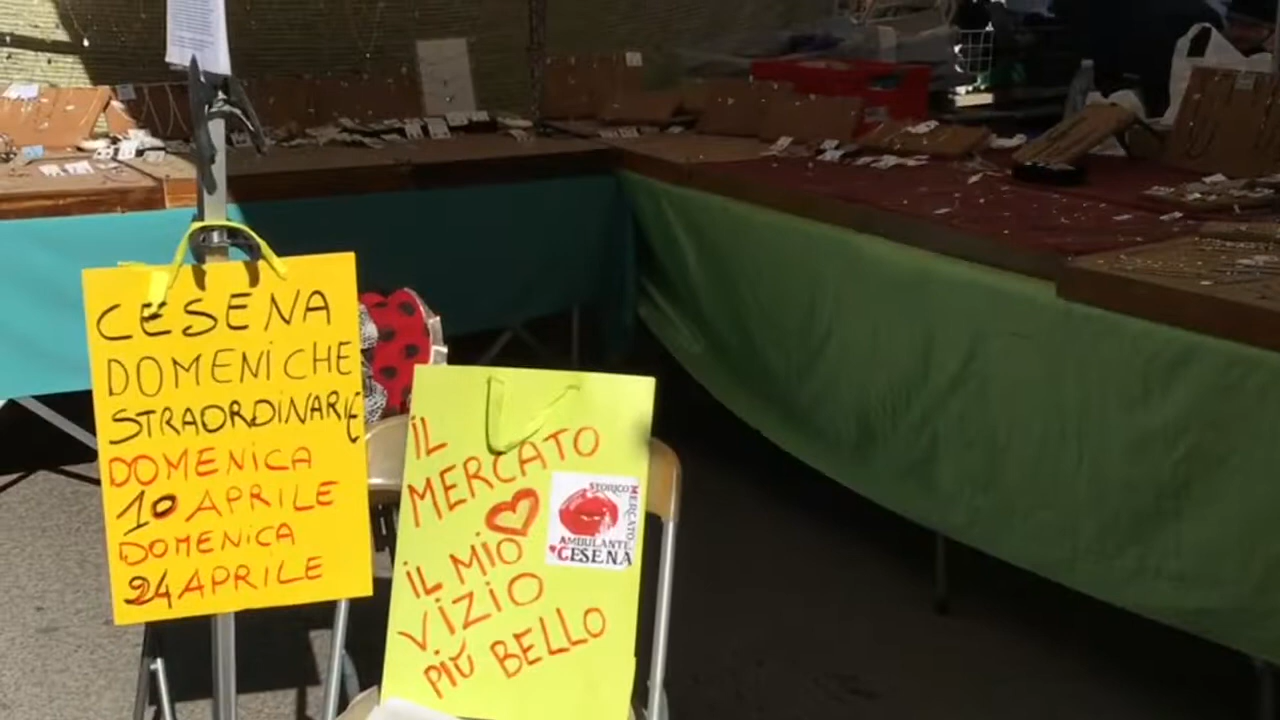 CESENA
DOMENICHE
STRAORDINARIE
DOMENICA
10 APRILE
DOMENICA
24 APRILE
IL
MERCATO
IL MIO
VIZIO
PIÙ BELLO
STORICO
MERCATO
AMBULANTE
CESENA